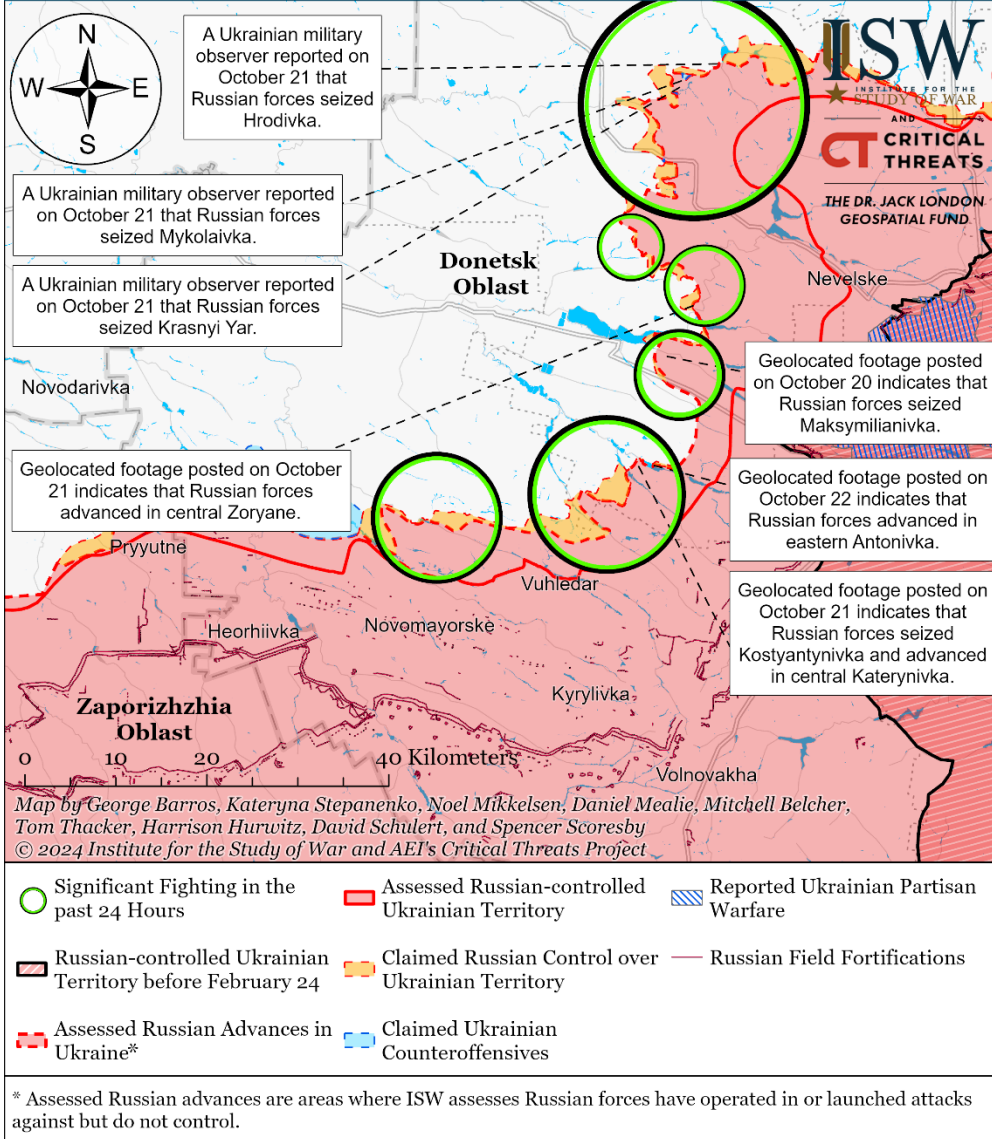 N
W
E
S
A Ukrainian military
observer reported on
October 21 that
Russian forces seized
Hrodivka.
ISW
INSTITUTE FOR THE
STUDY OF WAR
AND
CT CRITICAL
THREATS
THE DR. JACK LONDON
GEOSPATIAL FUND
A Ukrainian military observer reported
on October 21 that Russian forces
seized Mykolaivka.
A Ukrainian military observer reported
on October 21 that Russian forces
seized Krasnyi Yar.
Donetsk
Oblast
Nevelske
Novodarivka
Geolocated footage posted
on October 20 indicates that
Russian forces seized
Maksymilianivka.
Geolocated footage posted on October
21 indicates that Russian forces
advanced in central Zoryane.
Geolocated footage posted on
October 22 indicates that
Russian forces advanced in
eastern Antonivka.
Pryyutne
Vuhledar
Geolocated footage posted on
October 21 indicates that
Russian forces seized
Kostyantynivka and advanced
in central Katerynivka.
Heorhiivka
Novomayorske
Kyrylivka
Zaporizhzhia
Oblast
0 10 20 40 Kilometers
Volnovakha
Map by George Barros, Kateryna Stepanenko, Noel Mikkelsen, Daniel Mealie, Mitchell Belcher,
Tom Thacker, Harrison Hurwitz, David Schulert, and Spencer Scoresby
© 2024 Institute for the Study of War and AEI's Critical Threats Project
Significant Fighting in the
past 24 Hours
Assessed Russian-controlled
Ukrainian Territory
Reported Ukrainian Partisan
Warfare
Russian-controlled Ukrainian
Territory before February 24
Claimed Russian Control over
Ukrainian Territory
Russian Field Fortifications
Assessed Russian Advances in
Ukraine*
Claimed Ukrainian
Counteroffensives
* Assessed Russian advances are areas where ISW assesses Russian forces have operated in or launched attacks
against but do not control.